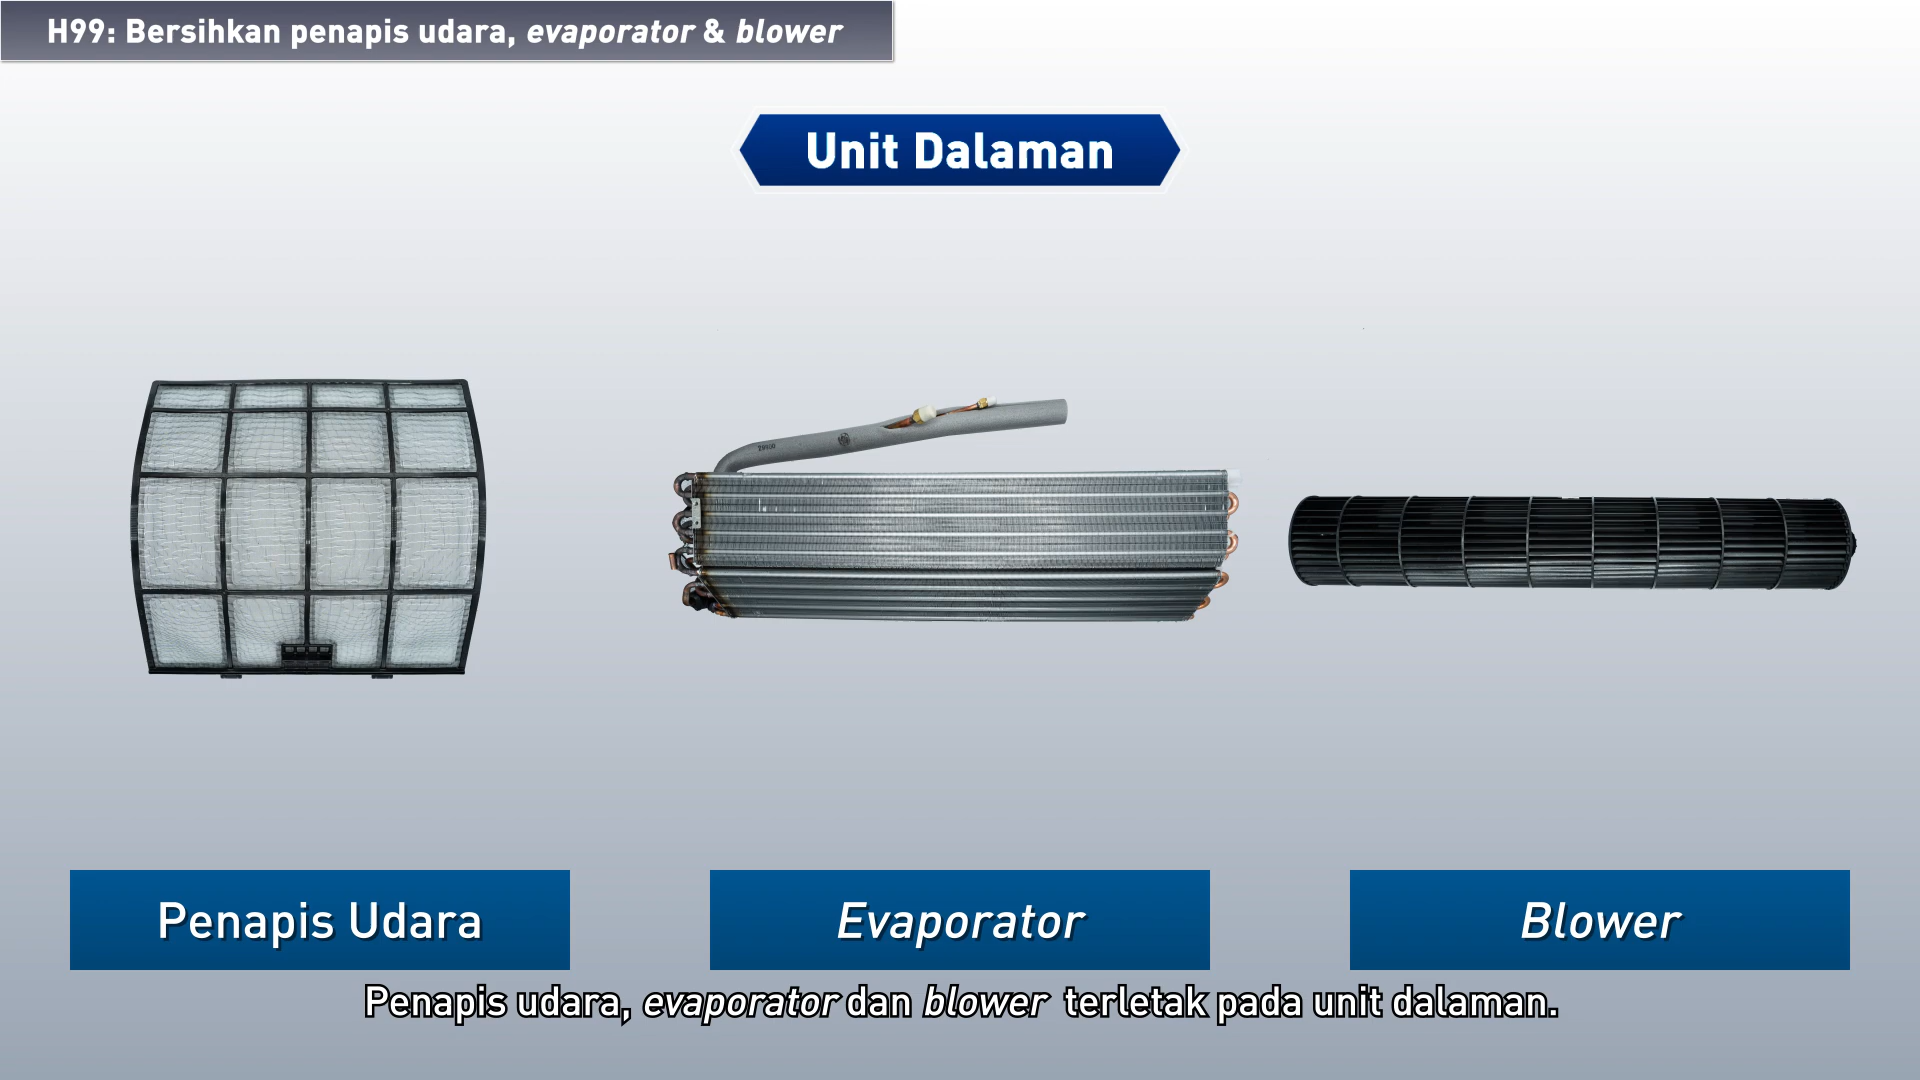 H99: Bersihkan penapis udara, evaporator & blower
Unit Dalaman
Penapis Udara
Evaporator
Blower
Penapis udara, evaporator dan blower terletak pada unit dalaman.